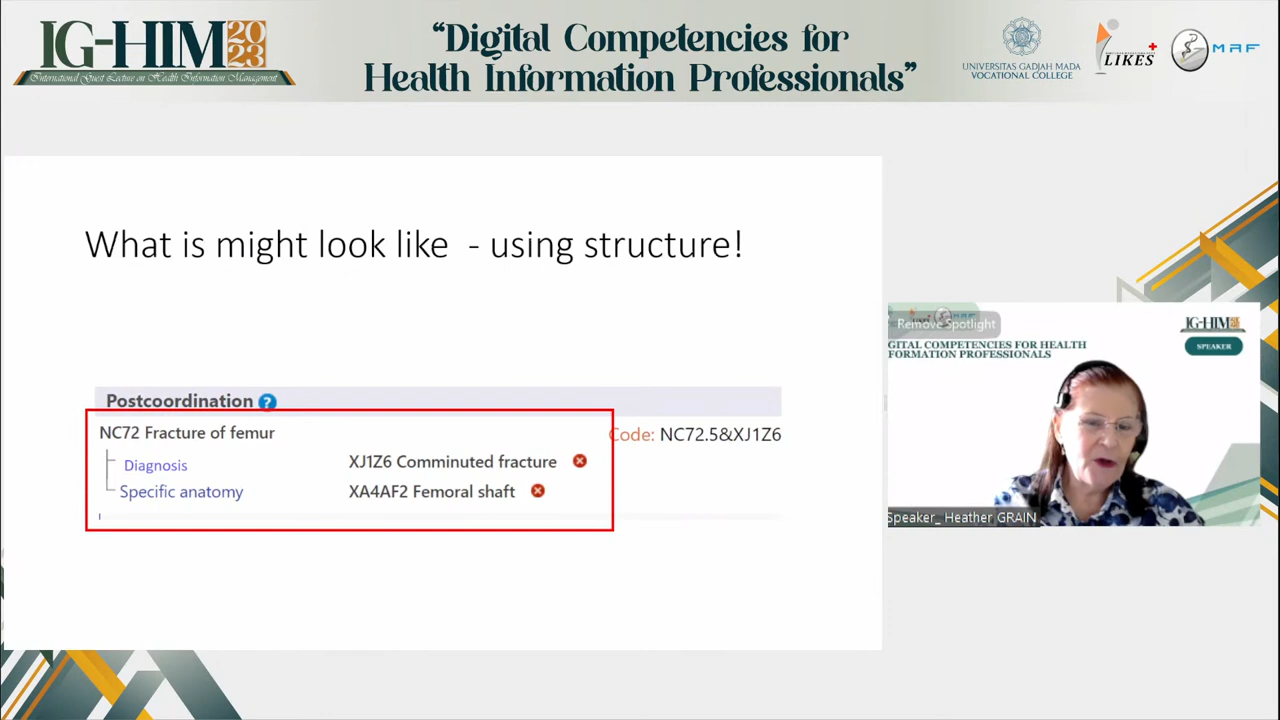 IG-HIM 2023
International Guest Lecture on Health Information Management
“Digital Competencies for
Health Information Professionals”
UNIVERSITAS GADJAH MADA
VOCATIONAL COLLEGE
LIKES
MAF
What is might look like - using structure!
Postcoordination ?
NC72 Fracture of femur
Code: NC72.5&XJ1Z6
Diagnosis XJ1Z6 Comminuted fracture
Specific anatomy XA4AF2 Femoral shaft
Remove Spotlight
IG-HIM
GITAL COMPETENCIES FOR HEALTH
FORMATION PROFESSIONALS
SPEAKER
Speaker_ Heather GRAIN